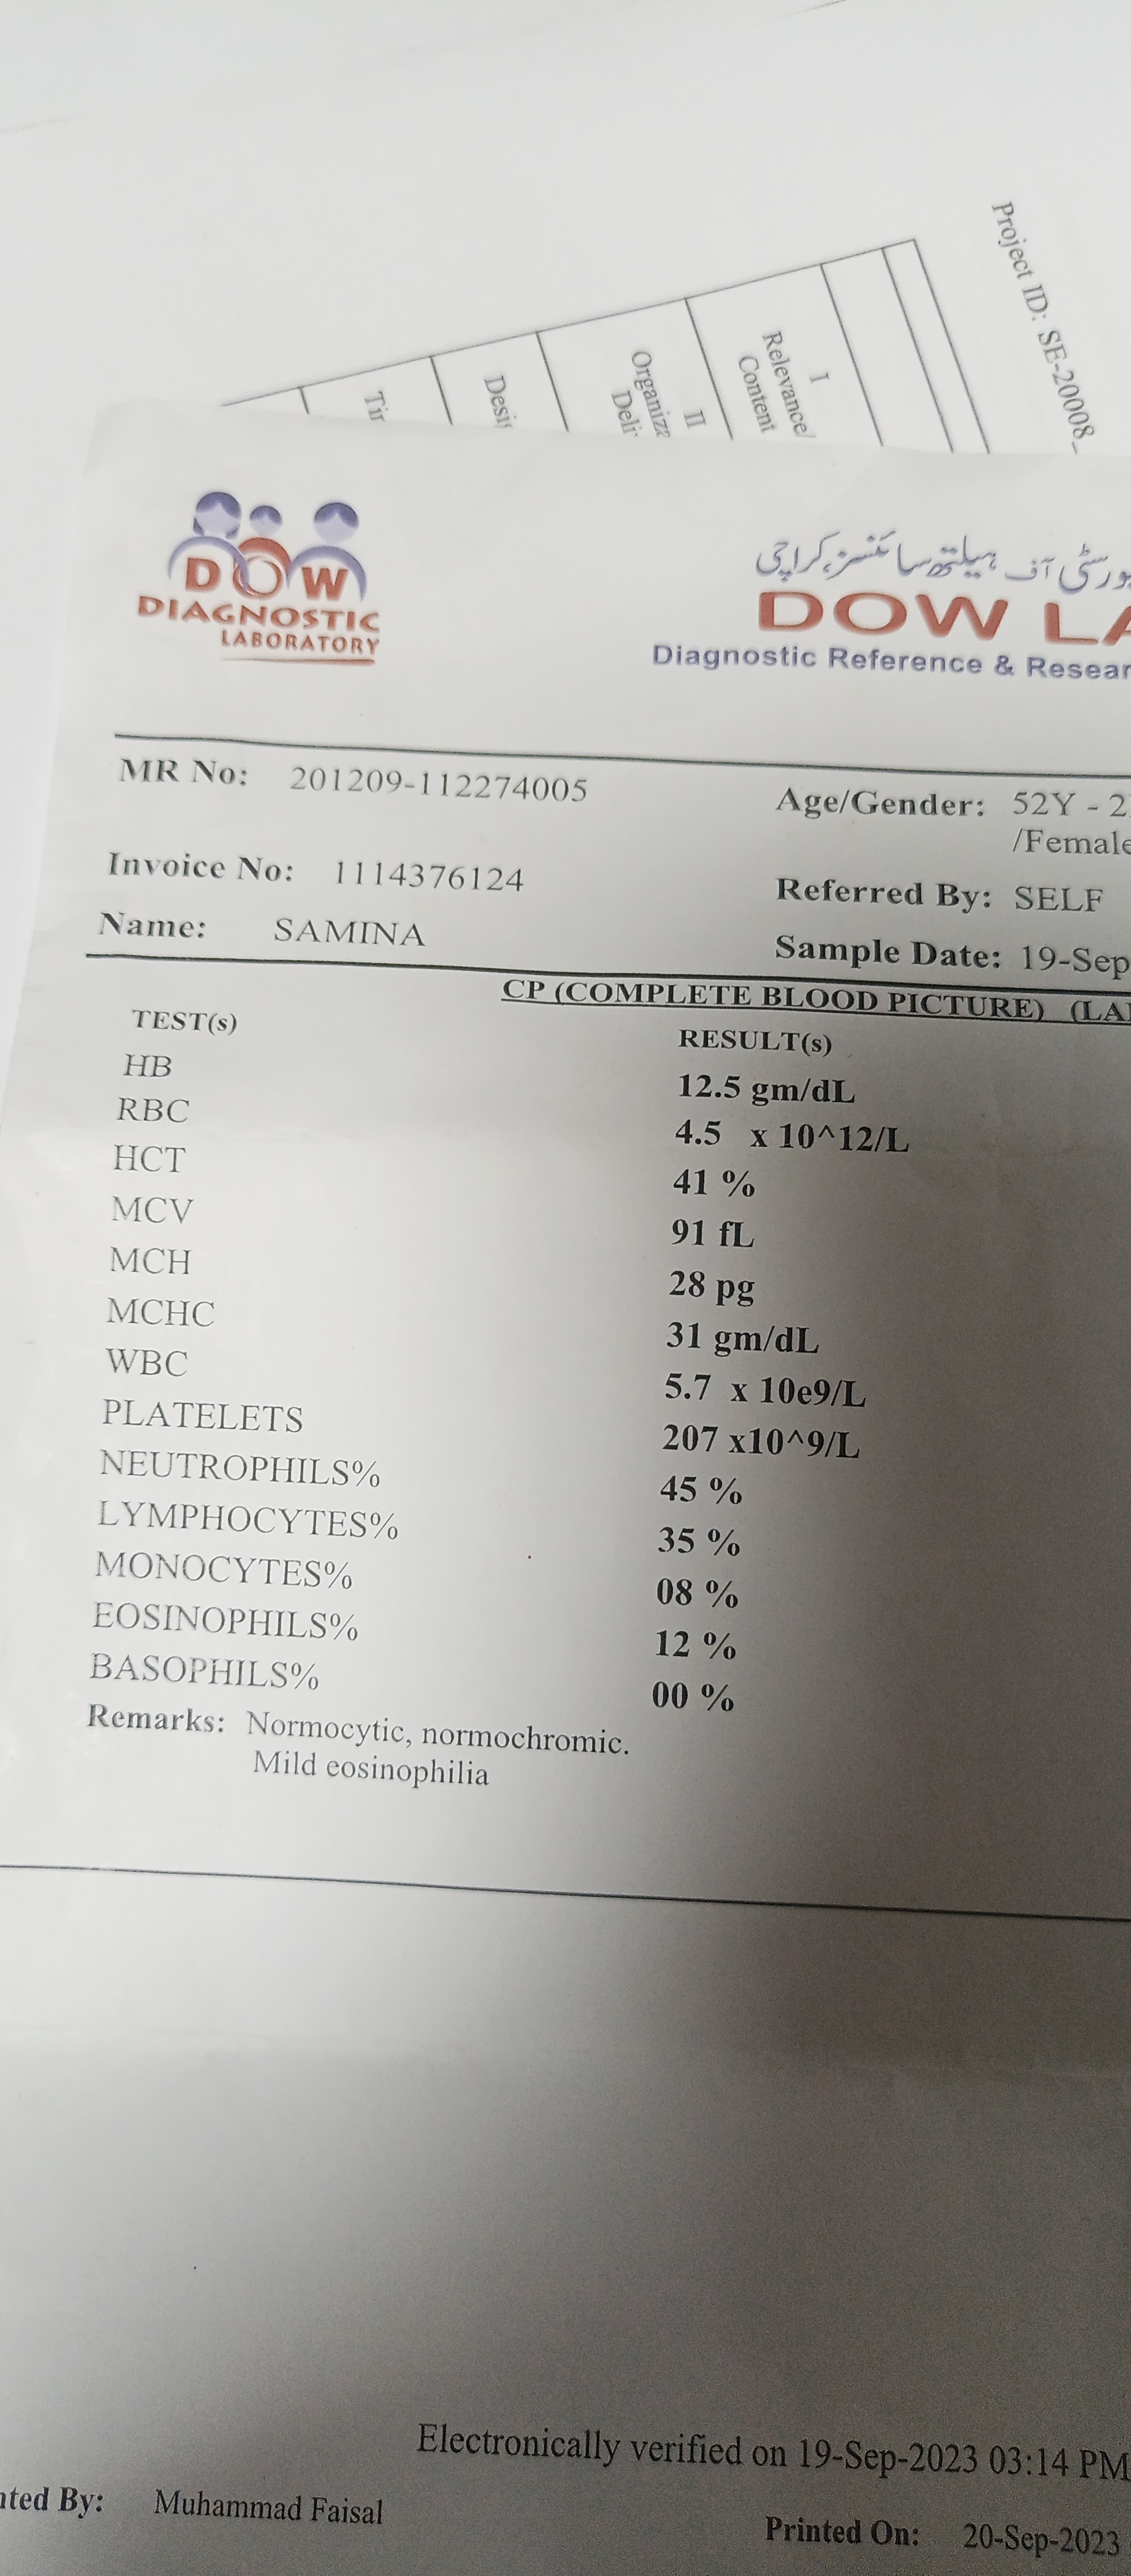 Project ID: SE-20008_
I
Relevance/
Content
II
Deli
DOW
DIAGNOSTIC
LABORATORY
ہیلتھ سائنسز کراچی آف
DOW LA
Diagnostic Reference & Resear
MR No: 201209-112274005
Age/Gender: 52Y - 2
/Female
Invoice No: 1114376124
Referred By: SELF
Name: SAMINA
Sample Date: 19-Sep
CP (COMPLETE BLOOD PICTURE) (LA
TEST(s) RESULT(s)
HB 12.5 gm/dL
RBC 4.5 x 10^12/L
HCT 41 %
MCV 91 fL
MCH 28 pg
MCHC 31 gm/dL
WBC 5.7 x 10e9/L
PLATELETS 207 x10^9/L
NEUTROPHILS% 45 %
LYMPHOCYTES% 35 %
MONOCYTES% 08 %
EOSINOPHILS% 12 %
BASOPHILS% 00 %
Remarks: Normocytic, normochromic.
Mild eosinophilia
Electronically verified on 19-Sep-2023 03:14 PM
nted By: Muhammad Faisal
Printed On: 20-Sep-2023